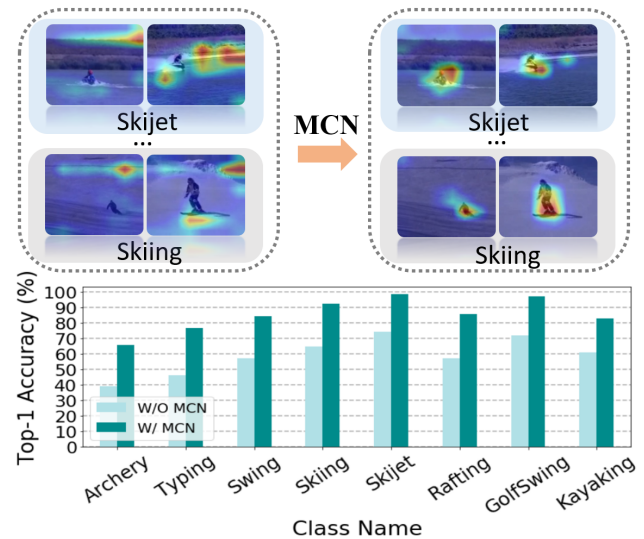 Skijet
...
Skiing
MCN
Skijet
...
Skiing
Top-1 Accuracy (%)
100
90
80
70
60
50
40
30
20
10
0
W/O MCN
W/ MCN
Archery
Typing
Swing
Skiing
Skijet
Rafting
GolfSwing
Kayaking
Class Name